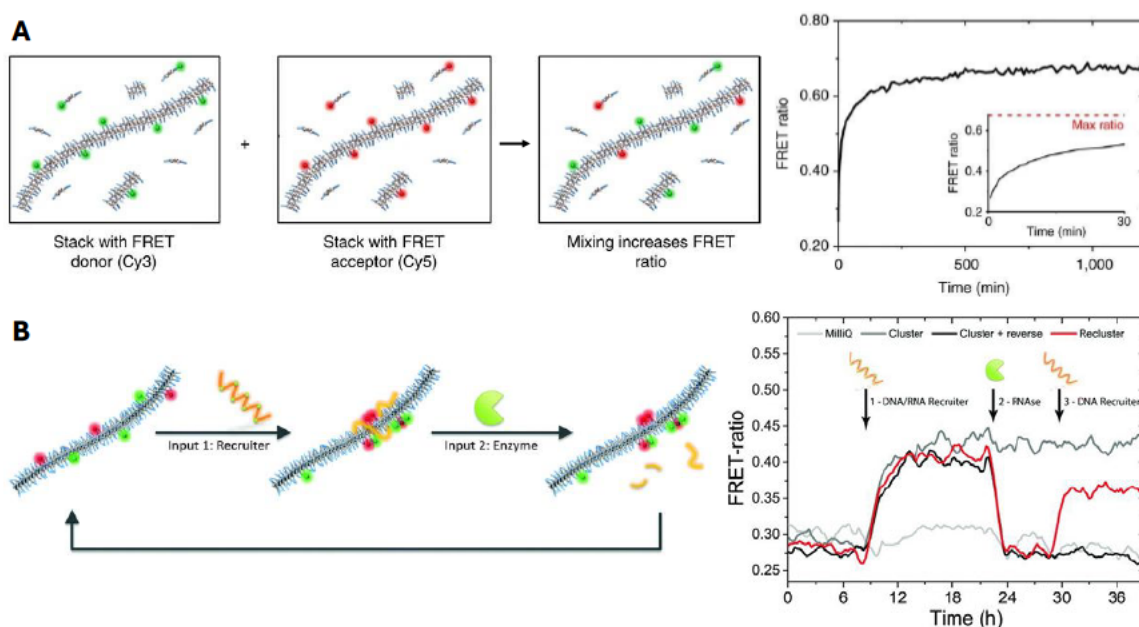 A
+
Stack with FRET
donor (Cy3)
Stack with FRET
acceptor (Cy5)
Mixing increases FRET
ratio
0.80
0.60
0.40
0.20
FRET ratio
0
500
1,000
Time (min)
0.6
0.4
0.2
FRET ratio
Max ratio
0
30
Time (min)
B
Input 1: Recruiter
Input 2: Enzyme
0.60
0.55
0.50
0.45
0.40
0.35
0.30
0.25
FRET-ratio
MilliQ Cluster Cluster + reverse Recluster
1 - DNA/RNA Recruiter
2 - RNAse
3 - DNA Recruiter
0 6 12 18 24 30 36
Time (h)